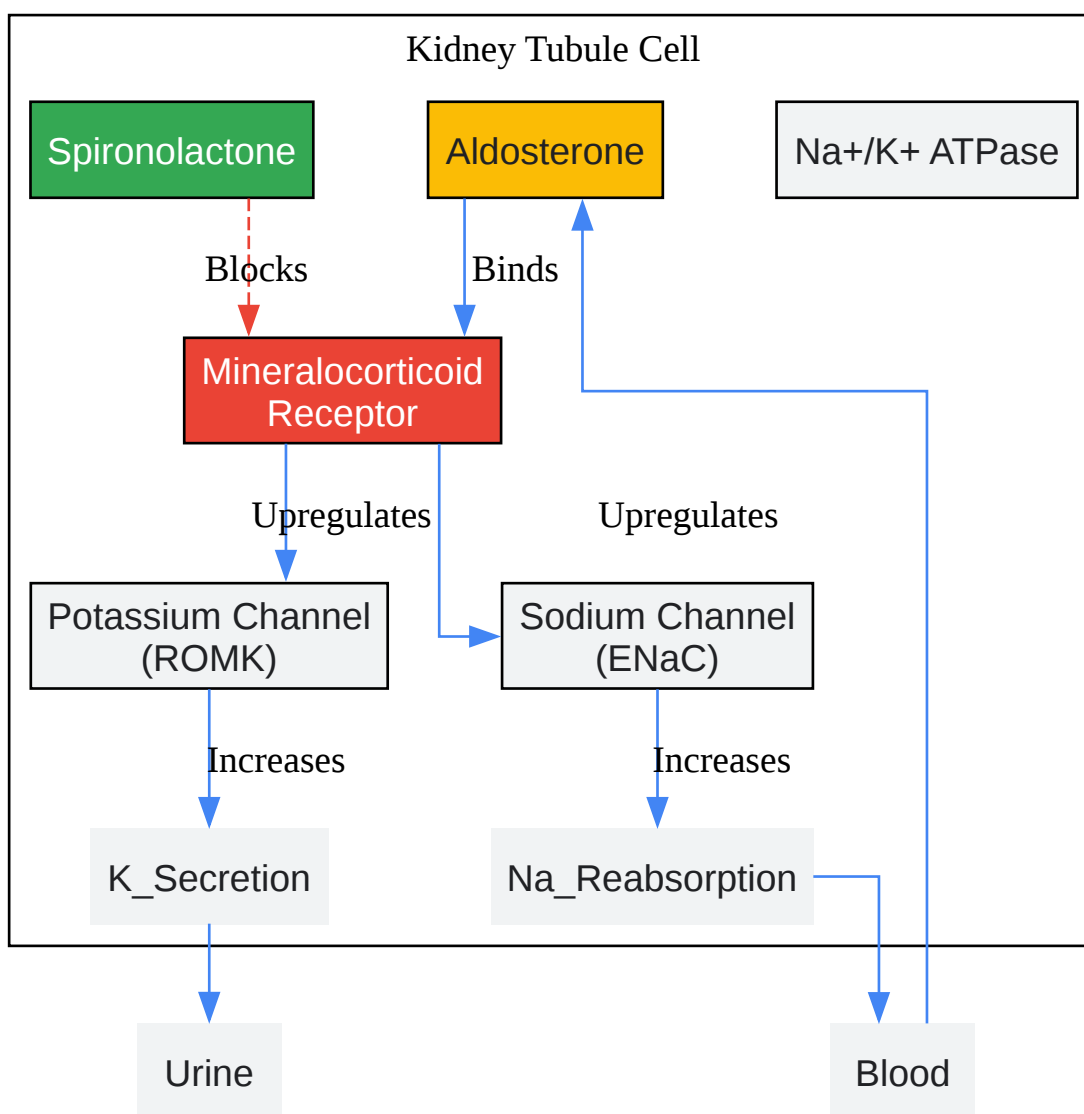 Kidney Tubule Cell
Spironolactone
Aldosterone
Na+/K+ ATPase
Blocks
Binds
Mineralocorticoid
Receptor
Upregulates
Upregulates
Potassium Channel
(ROMK)
Sodium Channel
(ENaC)
Increases
Increases
K_Secretion
Na_Reabsorption
Urine
Blood